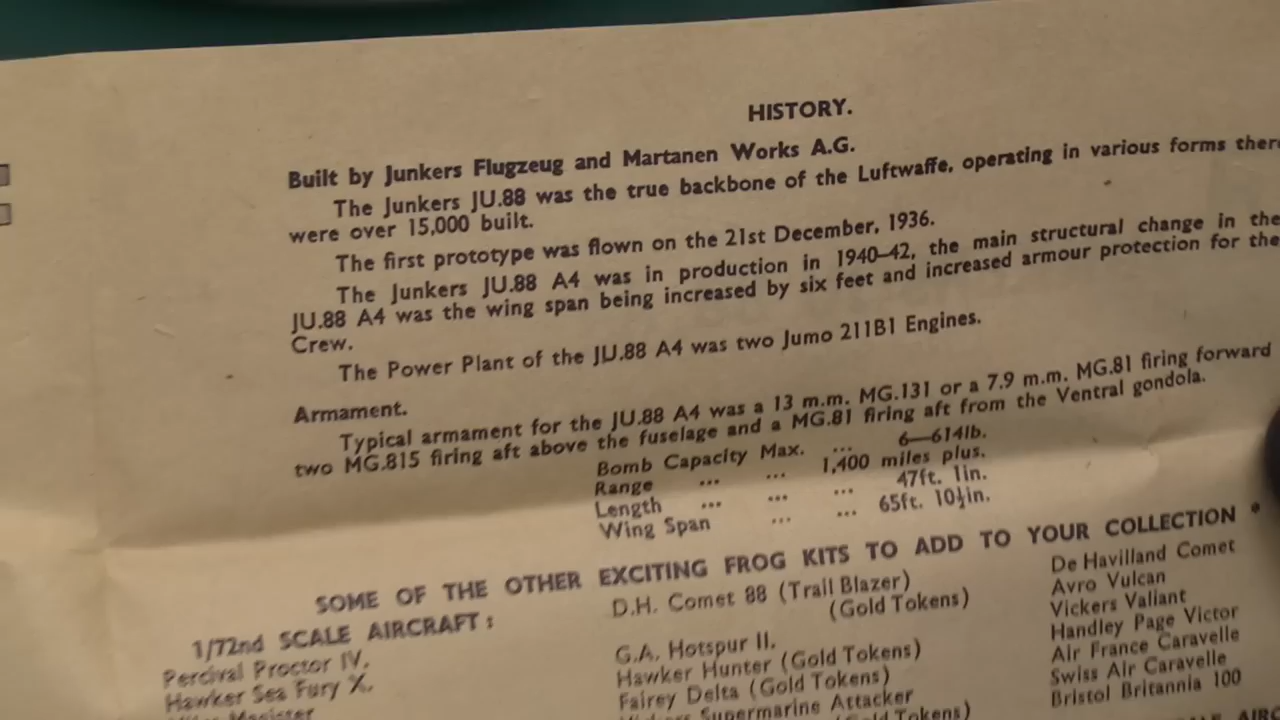 HISTORY.
Built by Junkers Flugzeug and Martanen Works A.G.
The Junkers JU.88 was the true backbone of the Luftwaffe, operating in various forms there
were over 15,000 built.
The first prototype was flown on the 21st December, 1936.
The Junkers JU.88 A4 was in production in 1940–42, the main structural change in the
JU.88 A4 was the wing span being increased by six feet and increased armour protection for the
Crew.
The Power Plant of the JU.88 A4 was two Jumo 211B1 Engines.
Armament.
Typical armament for the JU.88 A4 was a 13 m.m. MG.131 or a 7.9 m.m. MG.81 firing forward
two MG.815 firing aft above the fuselage and a MG.81 firing aft from the Ventral gondola.
Bomb Capacity Max. ... 6—614lb.
Range ... ... 1,400 miles plus.
Length ... ... ... 47ft. 1in.
Wing Span ... ... 65ft. 10½in.
SOME OF THE OTHER EXCITING FROG KITS TO ADD TO YOUR COLLECTION
1/72nd SCALE AIRCRAFT:
Percival Proctor IV.
Hawker Sea Fury X.
Miles Magister
D.H. Comet 88 (Trail Blazer)
(Gold Tokens)
G.A. Hotspur II.
Hawker Hunter (Gold Tokens)
Fairey Delta (Gold Tokens)
Supermarine Attacker
(Gold Tokens)
De Havilland Comet
Avro Vulcan
Vickers Valiant
Handley Page Victor
Air France Caravelle
Swiss Air Caravelle
Bristol Britannia 100